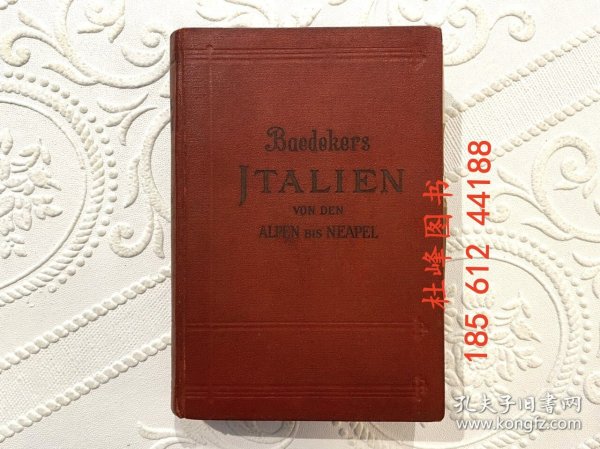 Baedekers
JTALIEN
VON DEN
ALPEN BIS NEAPEL
杜峰图书
185 612 44188
孔夫子旧书网
www.kongfz.com